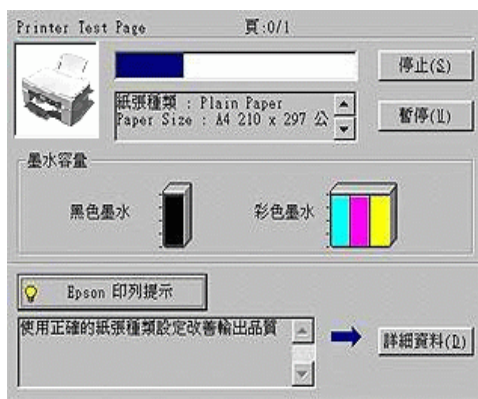 Printer Test Page 頁:0/1
停止(S)
紙張種類 : Plain Paper
Paper Size : A4 210 x 297 公
暫停(U)
墨水容量
黑色墨水 彩色墨水
Epson 印列提示
使用正確的紙張種類設定改善輸出品質
詳細資料(D)